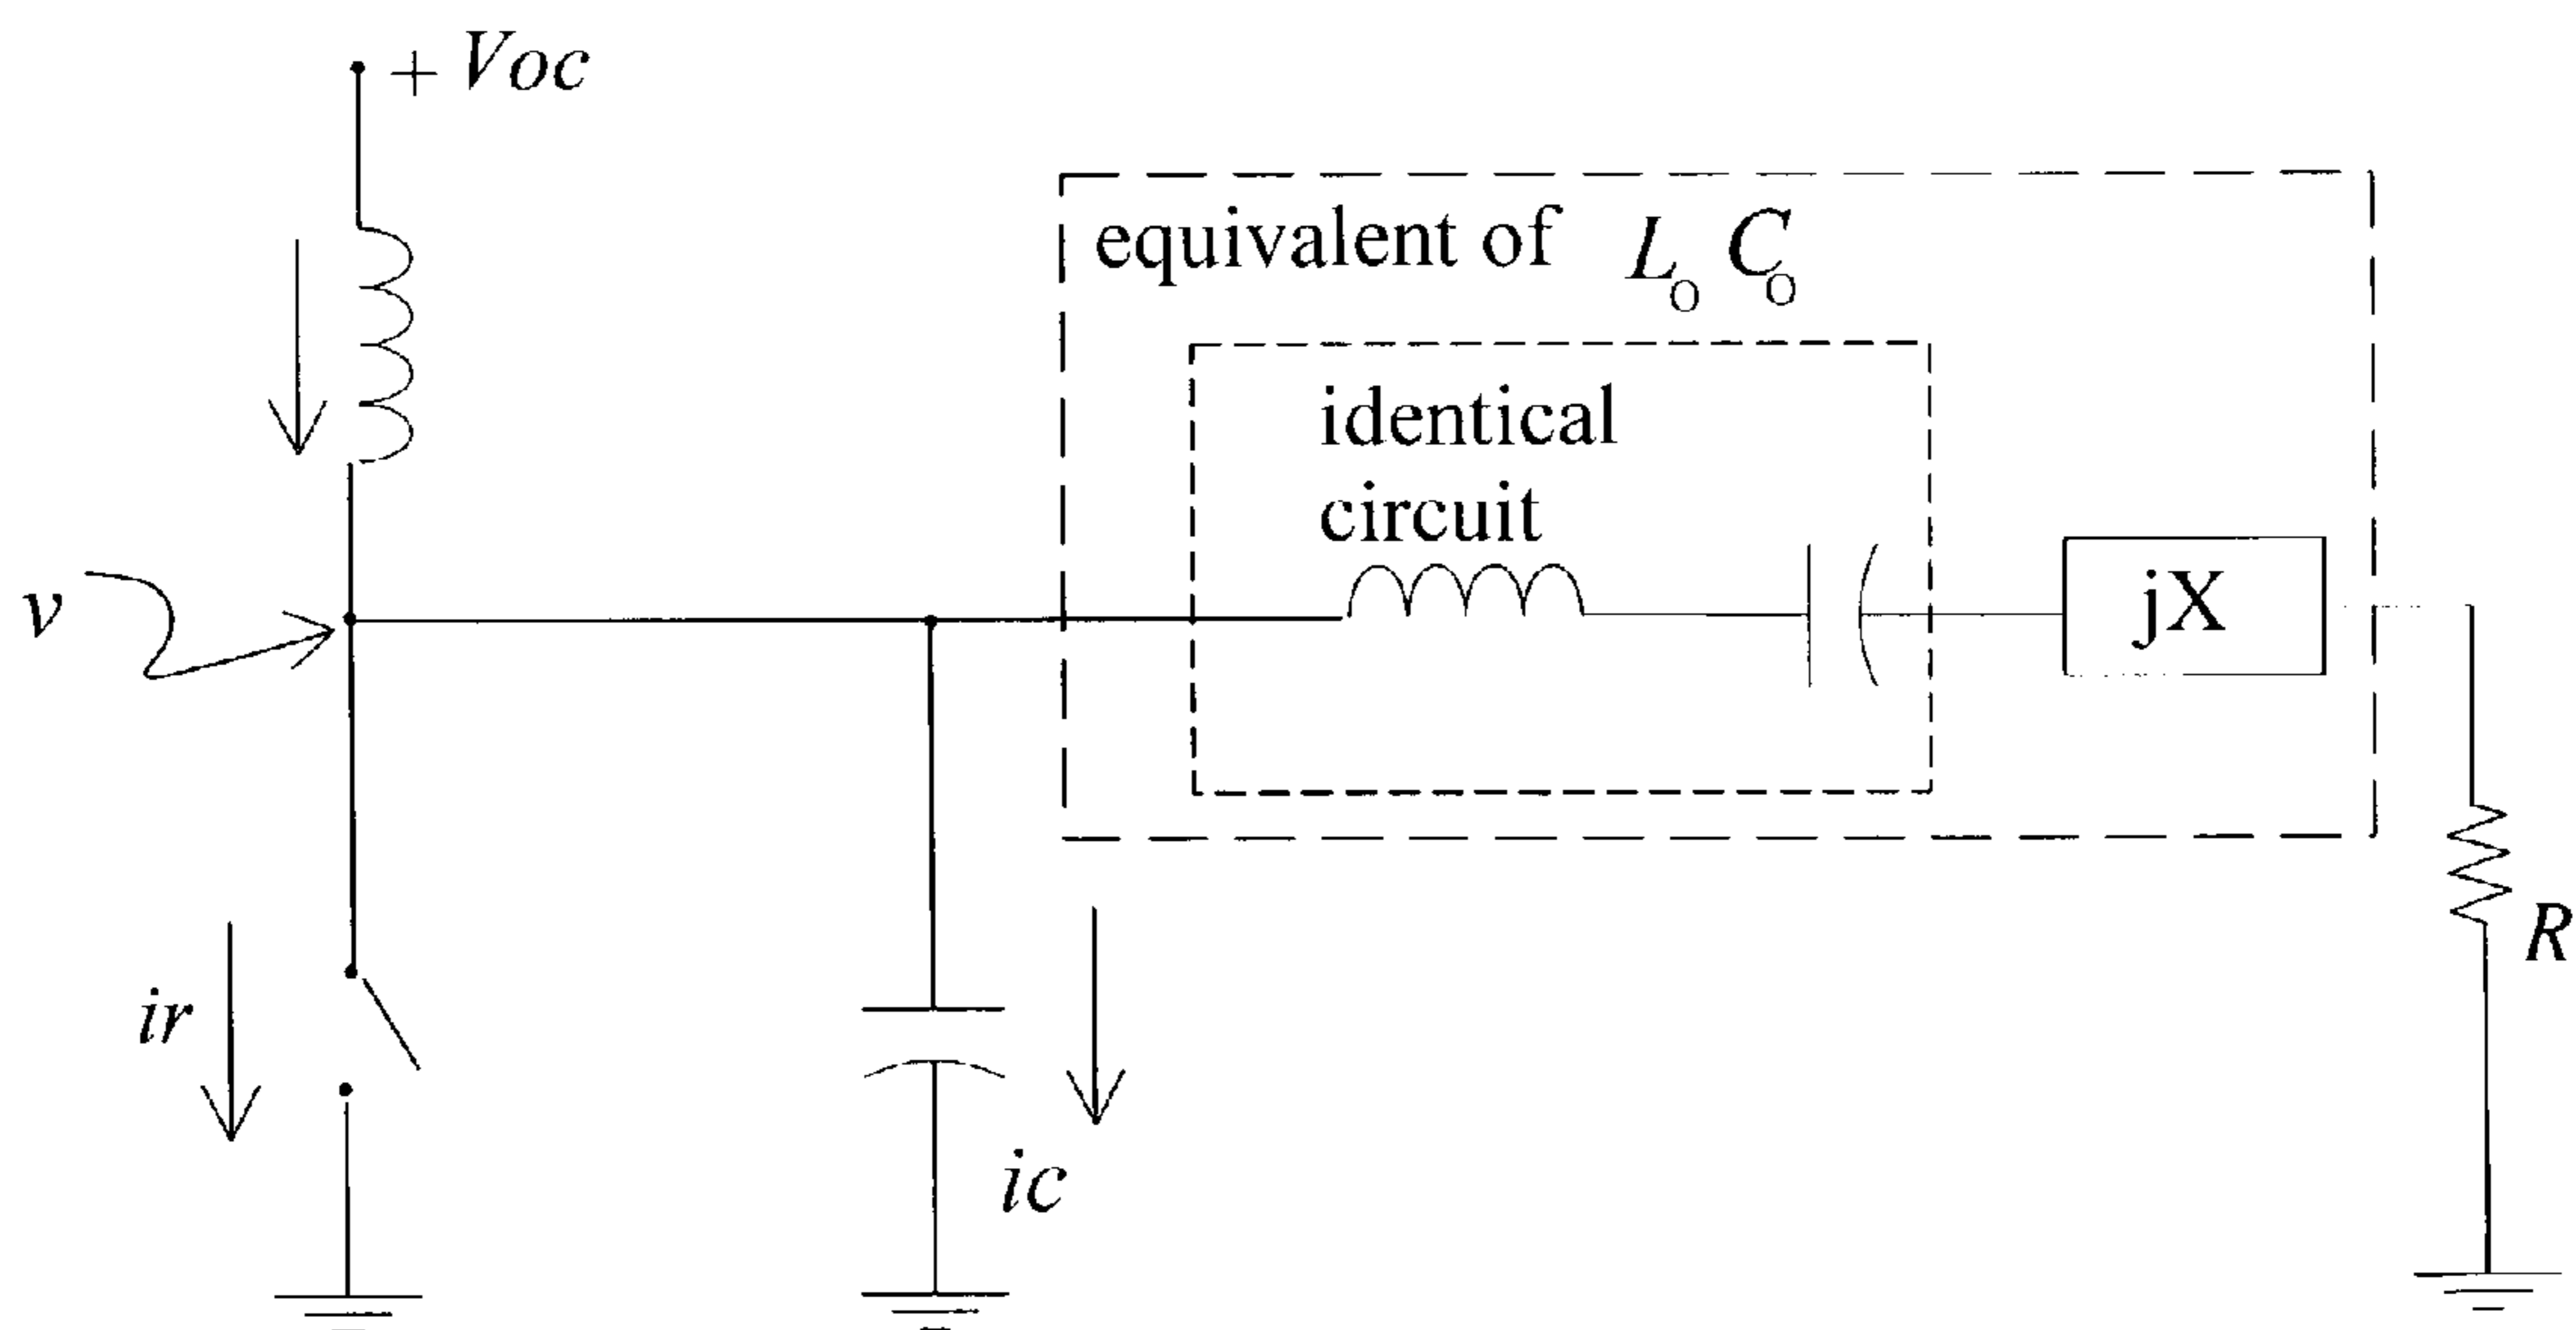 + Voc
equivalent of L₀ C₀
identical
circuit
v
jX
R
ir
ic